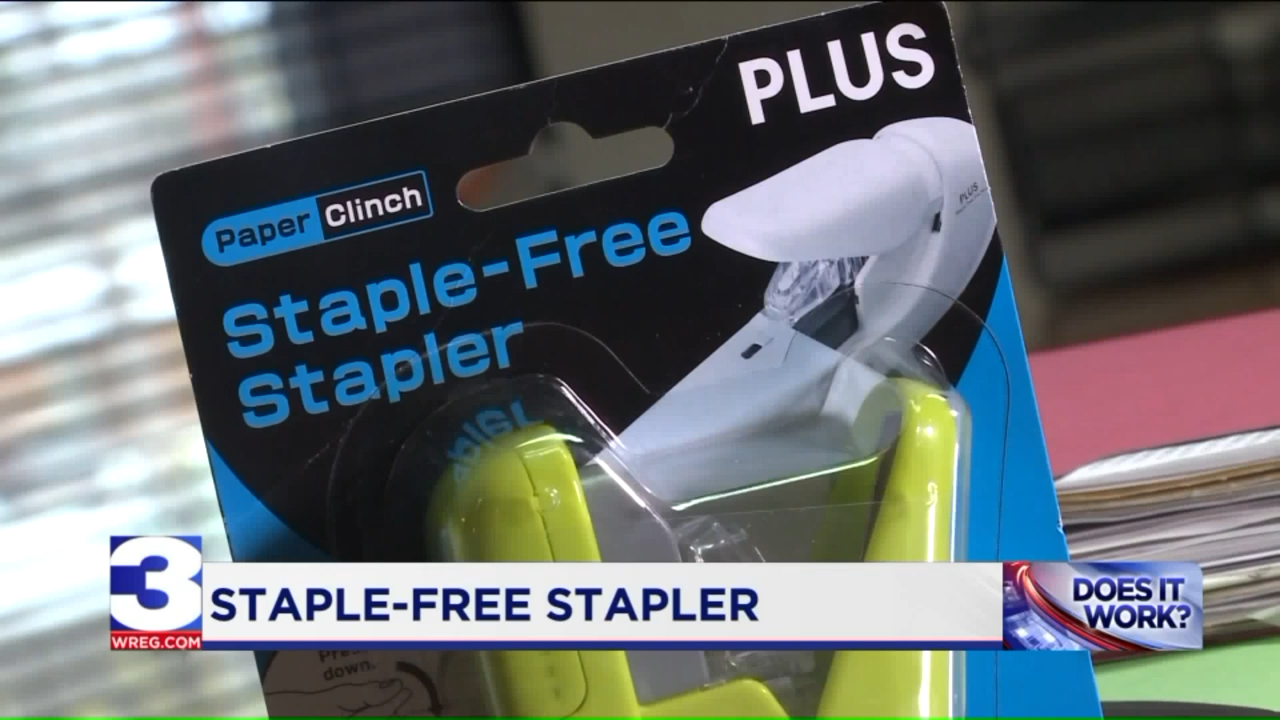 PLUS
Paper Clinch
Staple-Free
Stapler
PLUS
down.
3
WREG.COM
STAPLE-FREE STAPLER
DOES IT
WORK?